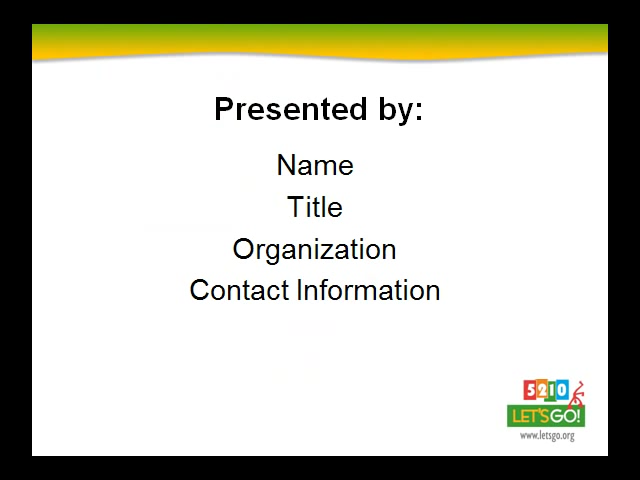 Presented by:
Name
Title
Organization
Contact Information
5210
LET'S GO!
www.letsgo.org